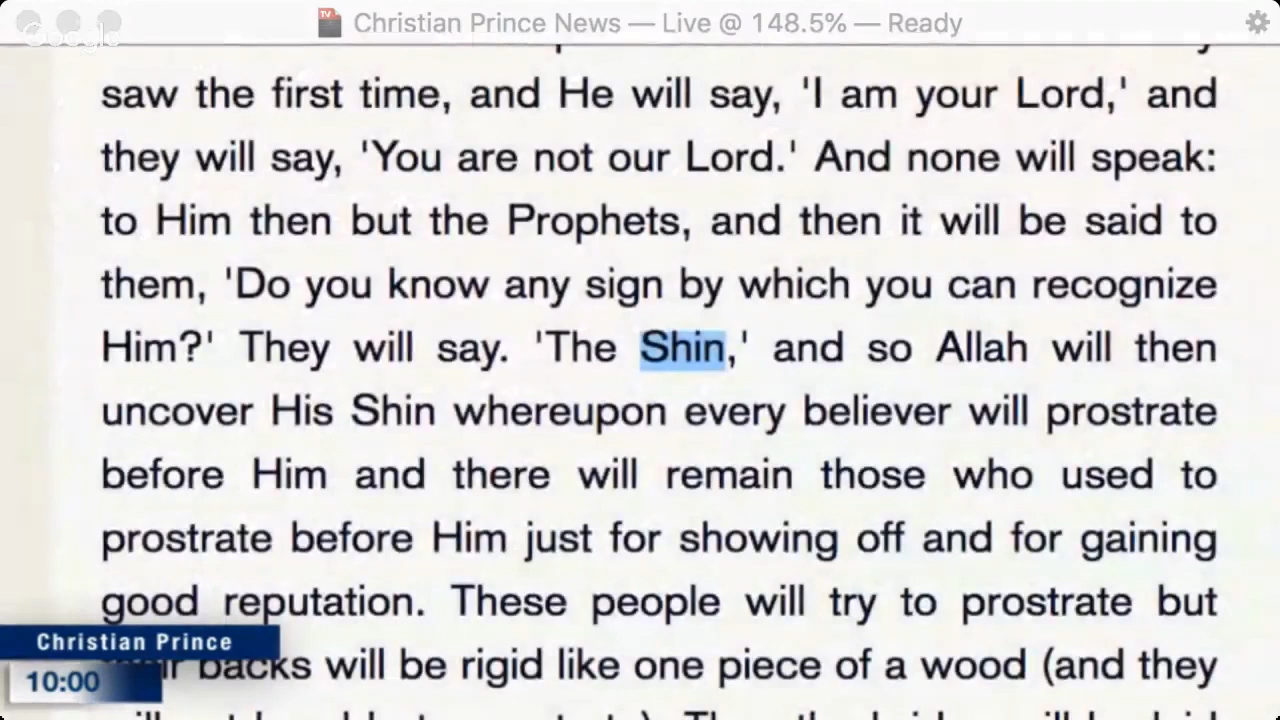 Google
TV
Christian Prince News — Live @ 148.5% — Ready
saw the first time, and He will say, 'I am your Lord,' and
they will say, 'You are not our Lord.' And none will speak:
to Him then but the Prophets, and then it will be said to
them, 'Do you know any sign by which you can recognize
Him?' They will say. 'The Shin,' and so Allah will then
uncover His Shin whereupon every believer will prostrate
before Him and there will remain those who used to
prostrate before Him just for showing off and for gaining
good reputation. These people will try to prostrate but
backs will be rigid like one piece of a wood (and they
Christian Prince
10:00